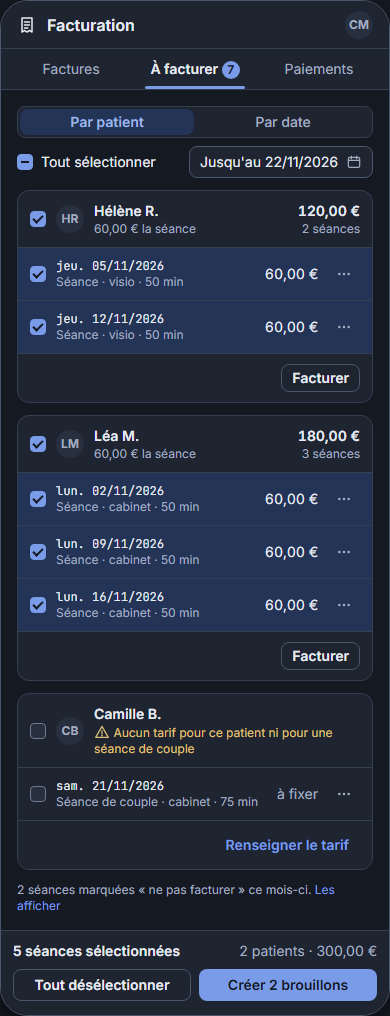 Facturation
CM
Factures
À facturer 7
Paiements
Par patient
Par date
Tout sélectionner
Jusqu'au 22/11/2026
HR
Hélène R.
120,00 €
60,00 € la séance
2 séances
jeu. 05/11/2026
60,00 €
Séance · visio · 50 min
jeu. 12/11/2026
60,00 €
Séance · visio · 50 min
Facturer
LM
Léa M.
180,00 €
60,00 € la séance
3 séances
lun. 02/11/2026
60,00 €
Séance · cabinet · 50 min
lun. 09/11/2026
60,00 €
Séance · cabinet · 50 min
lun. 16/11/2026
60,00 €
Séance · cabinet · 50 min
Facturer
CB
Camille B.
Aucun tarif pour ce patient ni pour une
séance de couple
sam. 21/11/2026
à fixer
Séance de couple · cabinet · 75 min
Renseigner le tarif
2 séances marquées « ne pas facturer » ce mois-ci. Les
afficher
5 séances sélectionnées
2 patients · 300,00 €
Tout désélectionner
Créer 2 brouillons